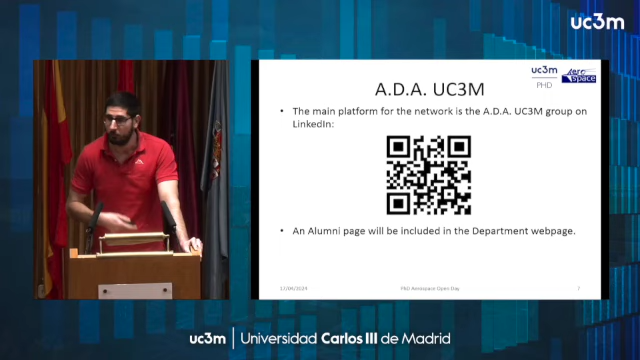 uc3m
uc3m
Aero
space
PHD
A.D.A. UC3M
• The main platform for the network is the A.D.A. UC3M group on
LinkedIn:
• An Alumni page will be included in the Department webpage.
PhD Aerospace Open Day
7
uc3m | Universidad Carlos III de Madrid